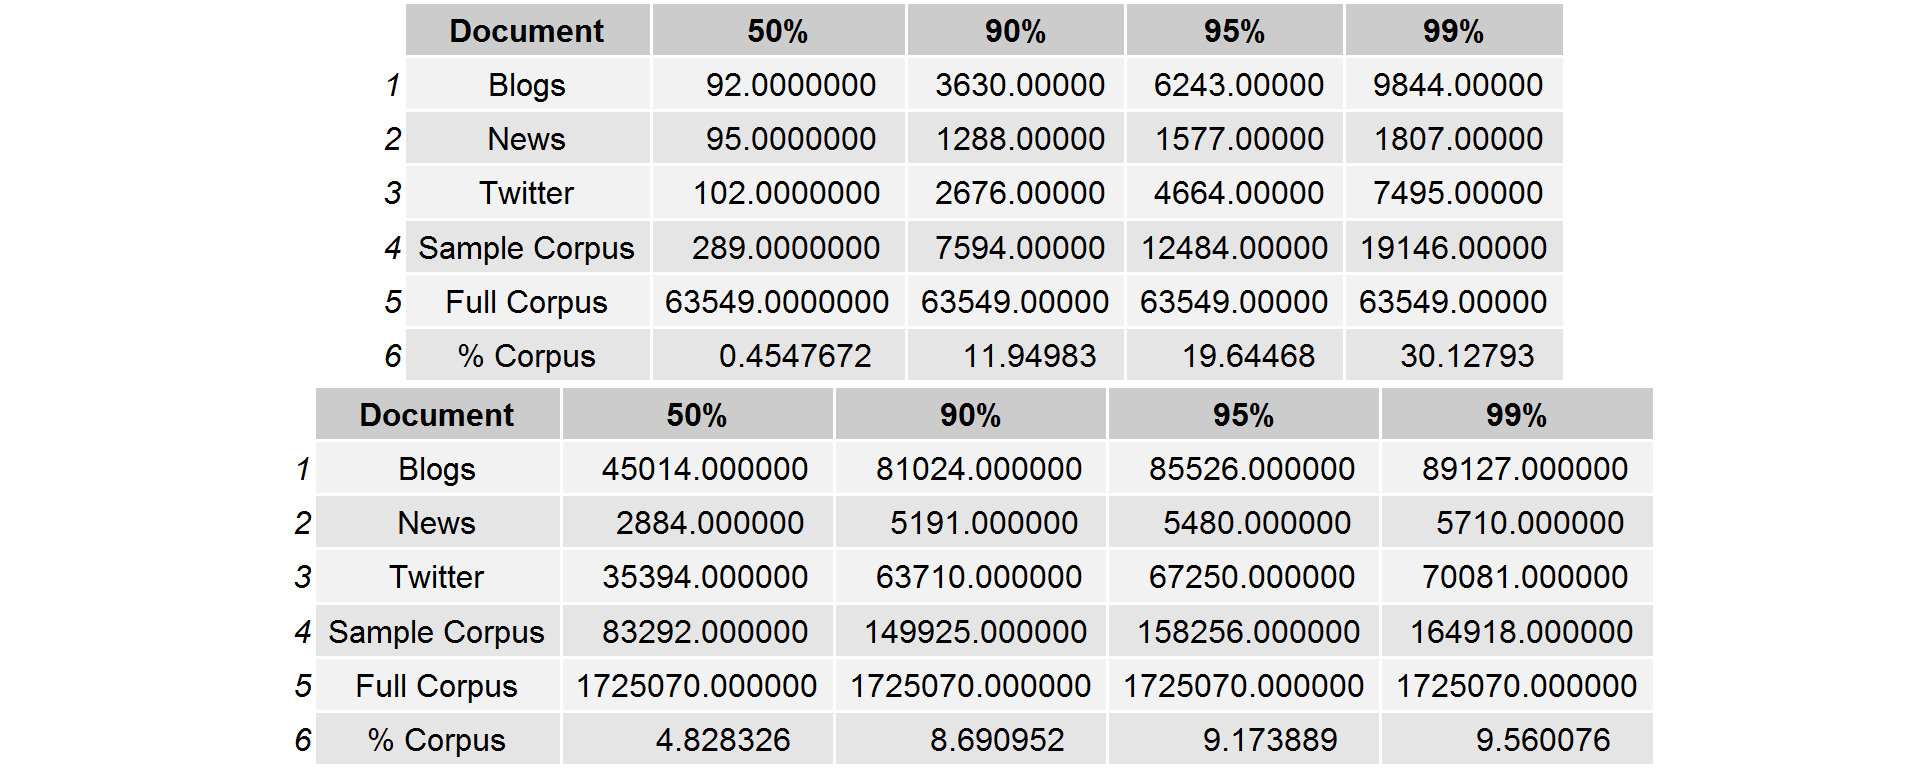 Document 50% 90% 95% 99%
1 Blogs 92.0000000 3630.00000 6243.00000 9844.00000
2 News 95.0000000 1288.00000 1577.00000 1807.00000
3 Twitter 102.0000000 2676.00000 4664.00000 7495.00000
4 Sample Corpus 289.0000000 7594.00000 12484.00000 19146.00000
5 Full Corpus 63549.0000000 63549.00000 63549.00000 63549.00000
6 % Corpus 0.4547672 11.94983 19.64468 30.12793
Document 50% 90% 95% 99%
1 Blogs 45014.000000 81024.000000 85526.000000 89127.000000
2 News 2884.000000 5191.000000 5480.000000 5710.000000
3 Twitter 35394.000000 63710.000000 67250.000000 70081.000000
4 Sample Corpus 83292.000000 149925.000000 158256.000000 164918.000000
5 Full Corpus 1725070.000000 1725070.000000 1725070.000000 1725070.000000
6 % Corpus 4.828326 8.690952 9.173889 9.560076